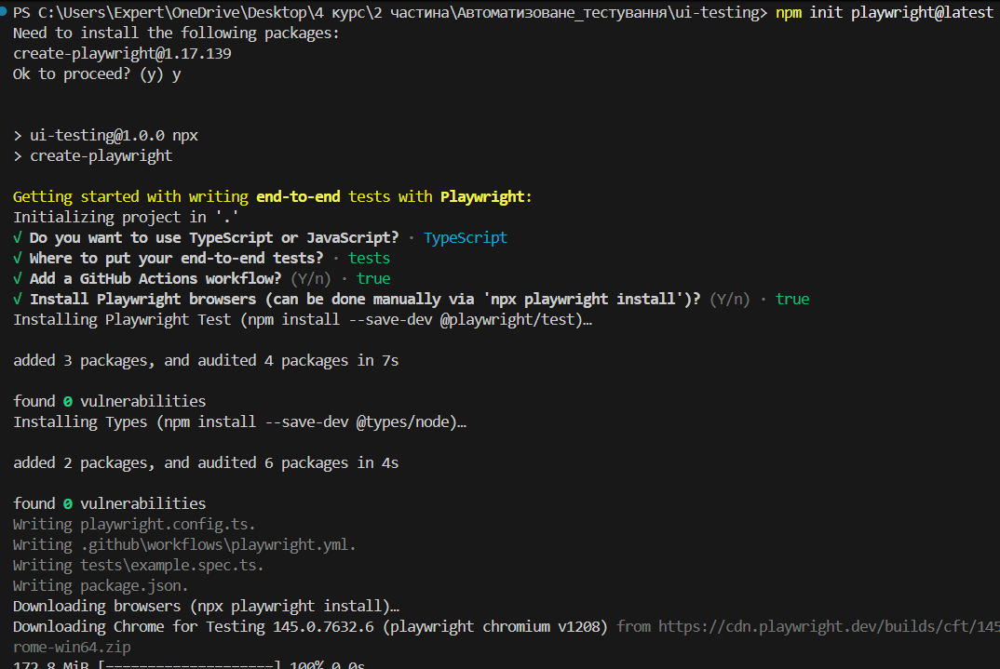 PS C:\Users\Expert\OneDrive\Desktop\4 курс\2 частина\Автоматизоване_тестування\ui-testing> npm init playwright@latest
Need to install the following packages:
create-playwright@1.17.139
Ok to proceed? (y) y
> ui-testing@1.0.0 npx
> create-playwright
Getting started with writing end-to-end tests with Playwright:
Initializing project in '.'
√ Do you want to use TypeScript or JavaScript? · TypeScript
√ Where to put your end-to-end tests? · tests
√ Add a GitHub Actions workflow? (Y/n) · true
√ Install Playwright browsers (can be done manually via 'npx playwright install')? (Y/n) · true
Installing Playwright Test (npm install --save-dev @playwright/test)…
added 3 packages, and audited 4 packages in 7s
found 0 vulnerabilities
Installing Types (npm install --save-dev @types/node)…
added 2 packages, and audited 6 packages in 4s
found 0 vulnerabilities
Writing playwright.config.ts.
Writing .github\workflows\playwright.yml.
Writing tests\example.spec.ts.
Writing package.json.
Downloading browsers (npx playwright install)…
Downloading Chrome for Testing 145.0.7632.6 (playwright chromium v1208) from https://cdn.playwright.dev/builds/cft/145
rome-win64.zip
172.8 MiB [====================] 100% 0.0s